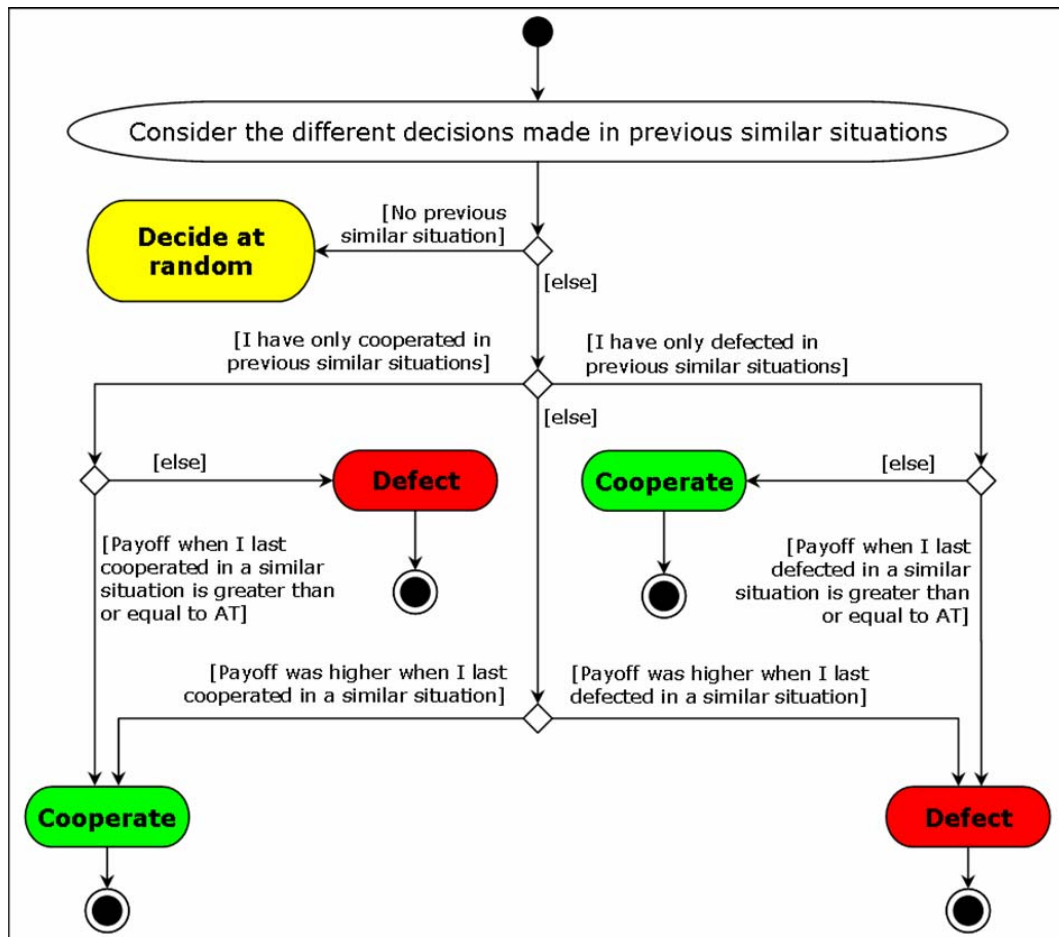 Consider the different decisions made in previous similar situations
[No previous
similar situation]
Decide at
random
[else]
[I have only cooperated in
previous similar situations]
[I have only defected in
previous similar situations]
[else]
[else]
Defect
Cooperate
[else]
[Payoff when I last
cooperated in a similar
situation is greater than
or equal to AT]
[Payoff when I last
defected in a similar
situation is greater than
or equal to AT]
[Payoff was higher when I last
cooperated in a similar situation]
[Payoff was higher when I last
defected in a similar situation]
Cooperate
Defect